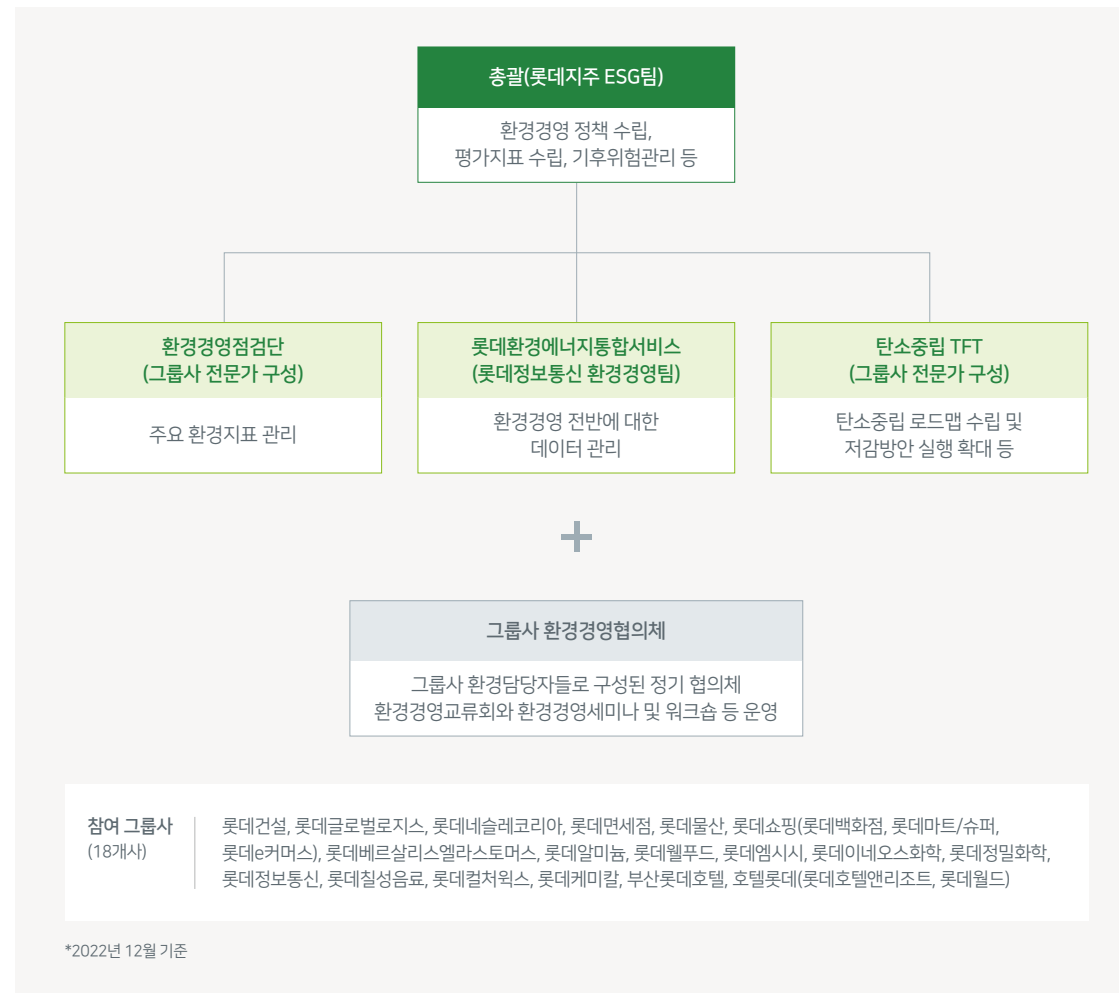 총괄(롯데지주 ESG팀)
환경경영 정책 수립,
평가지표 수립, 기후위험관리 등
환경경영점검단
(그룹사 전문가 구성)
주요 환경지표 관리
롯데환경에너지통합서비스
(롯데정보통신 환경경영팀)
환경경영 전반에 대한
데이터 관리
탄소중립 TFT
(그룹사 전문가 구성)
탄소중립 로드맵 수립 및
저감방안 실행 확대 등
+
그룹사 환경경영협의체
그룹사 환경담당자들로 구성된 정기 협의체
환경경영교류회와 환경경영세미나 및 워크숍 등 운영
참여 그룹사
(18개사)
롯데건설, 롯데글로벌로지스, 롯데네슬레코리아, 롯데면세점, 롯데물산, 롯데쇼핑(롯데백화점, 롯데마트/슈퍼,
롯데e커머스), 롯데베르살리스엘라스토머스, 롯데알미늄, 롯데웰푸드, 롯데엠시시, 롯데이네오스화학, 롯데정밀화학,
롯데정보통신, 롯데칠성음료, 롯데컬처웍스, 롯데케미칼, 부산롯데호텔, 호텔롯데(롯데호텔앤리조트, 롯데월드)
*2022년 12월 기준